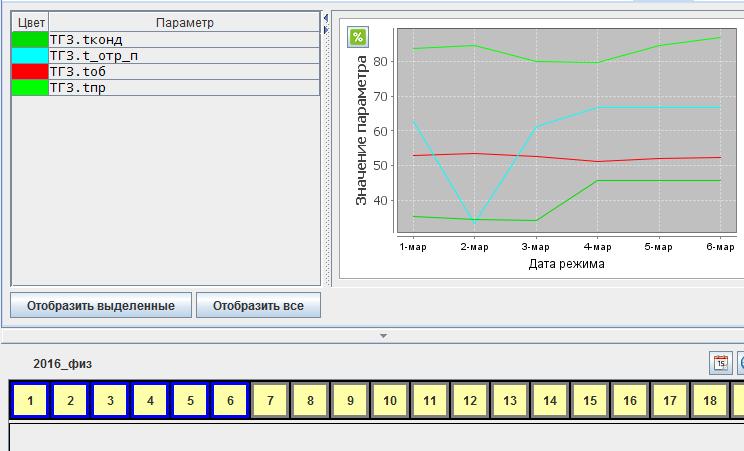 Цвет Параметр
ТГ3.tконд
ТГ3.t_отр_п
ТГ3.tоб
ТГ3.tпр
%
Значение параметра
80
70
60
50
40
1-мар 2-мар 3-мар 4-мар 5-мар 6-мар
Дата режима
Отобразить выделенные Отобразить все
2016_физ
15
1 2 3 4 5 6 7 8 9 10 11 12 13 14 15 16 17 18